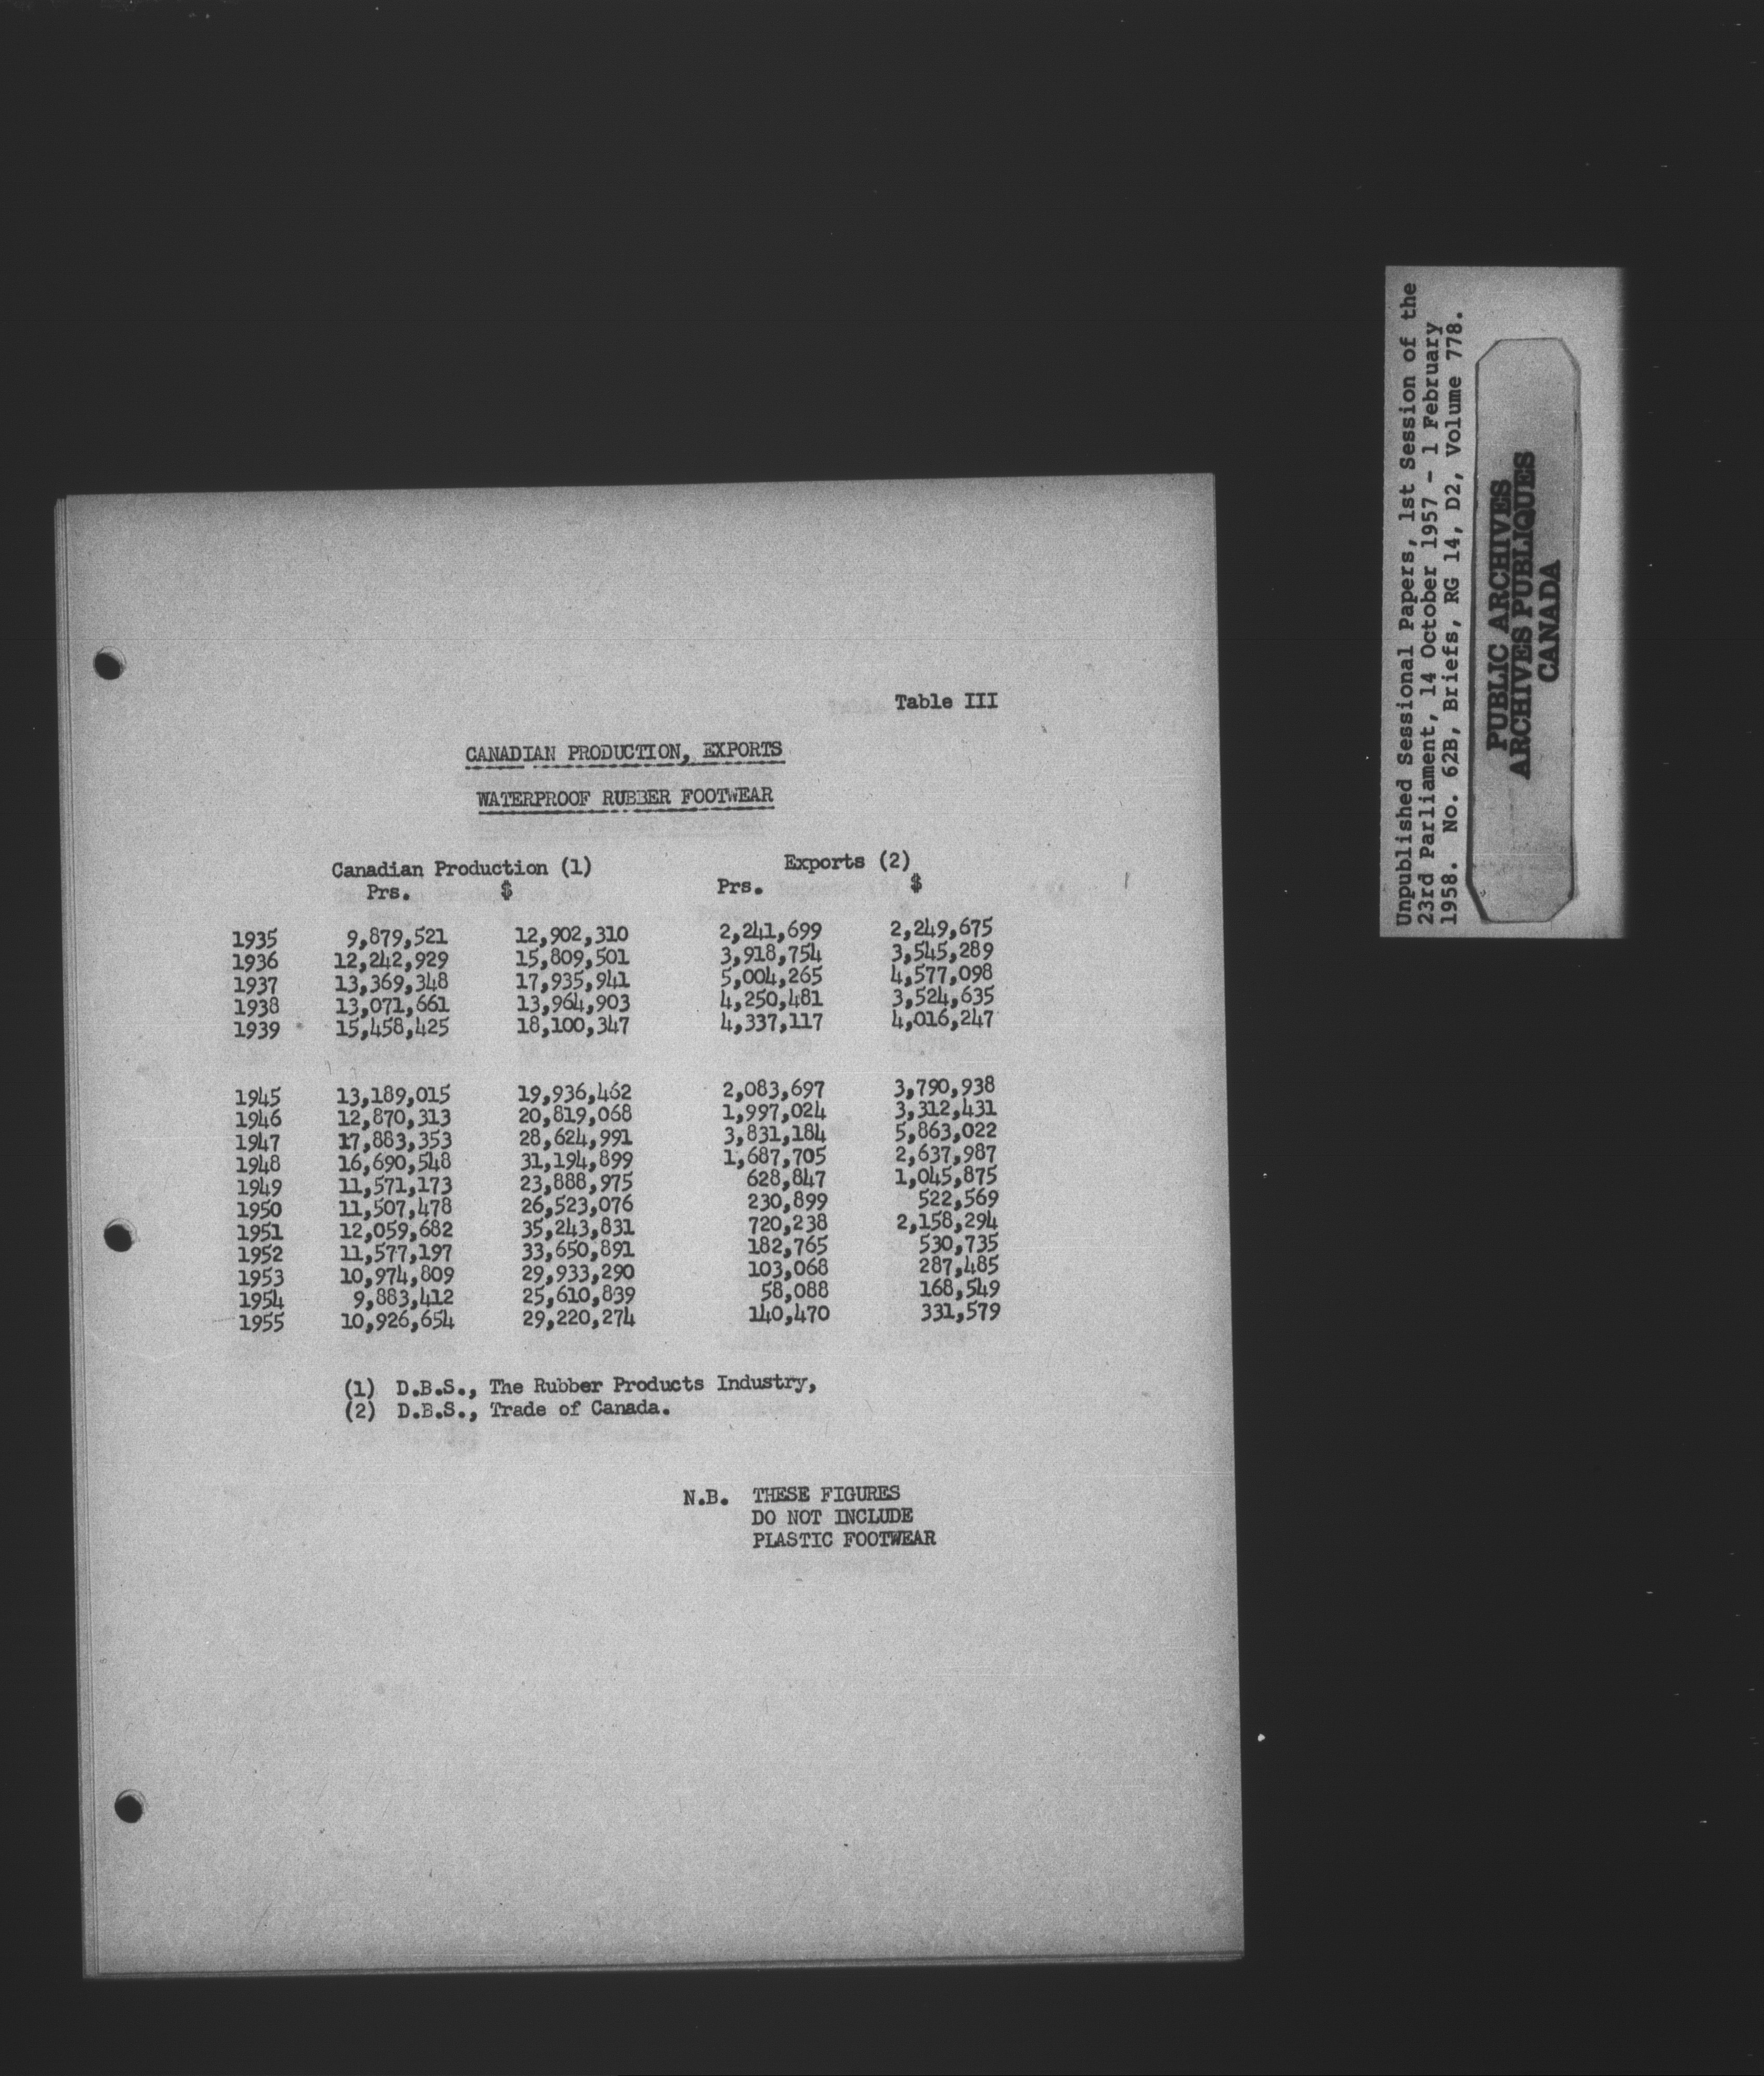 Table III
CANADIAN PRODUCTION, EXPORTS
WATERPROOF RUBBER FOOTWEAR
Canadian Production (1) Exports (2)
Prs. $ Prs. $
1935 9,879,521 12,902,310 2,241,699 2,249,675
1936 12,242,929 15,809,501 3,918,754 3,545,289
1937 13,369,348 17,935,941 5,004,265 4,577,098
1938 13,071,661 13,964,903 4,250,481 3,524,635
1939 15,458,425 18,100,347 4,337,117 4,016,247
1945 13,189,015 19,936,462 2,083,697 3,790,938
1946 12,870,313 20,819,068 1,997,024 3,312,431
1947 17,883,353 28,624,991 3,831,184 5,863,022
1948 16,690,548 31,194,899 1,687,705 2,637,987
1949 11,571,173 23,888,975 628,847 1,045,875
1950 11,507,478 26,523,076 230,899 522,569
1951 12,059,682 35,243,831 720,238 2,158,294
1952 11,577,197 33,650,891 182,765 530,735
1953 10,974,809 29,933,290 103,068 287,485
1954 9,883,412 25,610,839 58,088 168,549
1955 10,926,654 29,220,274 140,470 331,579
(1) D.B.S., The Rubber Products Industry,
(2) D.B.S., Trade of Canada.
N.B. THESE FIGURES
DO NOT INCLUDE
PLASTIC FOOTWEAR
Unpublished Sessional Papers, 1st Session of the
23rd Parliament, 14 October 1957 - 1 February
1958. No. 62B, Briefs, RG 14, D2, Volume 778.
PUBLIC ARCHIVES
ARCHIVES PUBLIQUES
CANADA